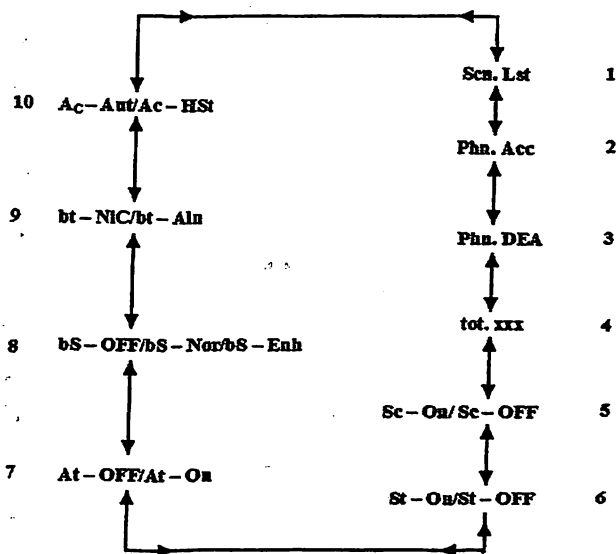 Scn. Lst 1
10 Ac – Aut/Ac – HSt
Phn. Acc 2
9 bt – NiC/bt – Aln
Phn. DEA 3
tot. xxx 4
8 bS – OFF/bS – Nor/bS – Enh
Sc – On/ Sc – OFF 5
7 At – OFF/At – On
St – On/St – OFF 6